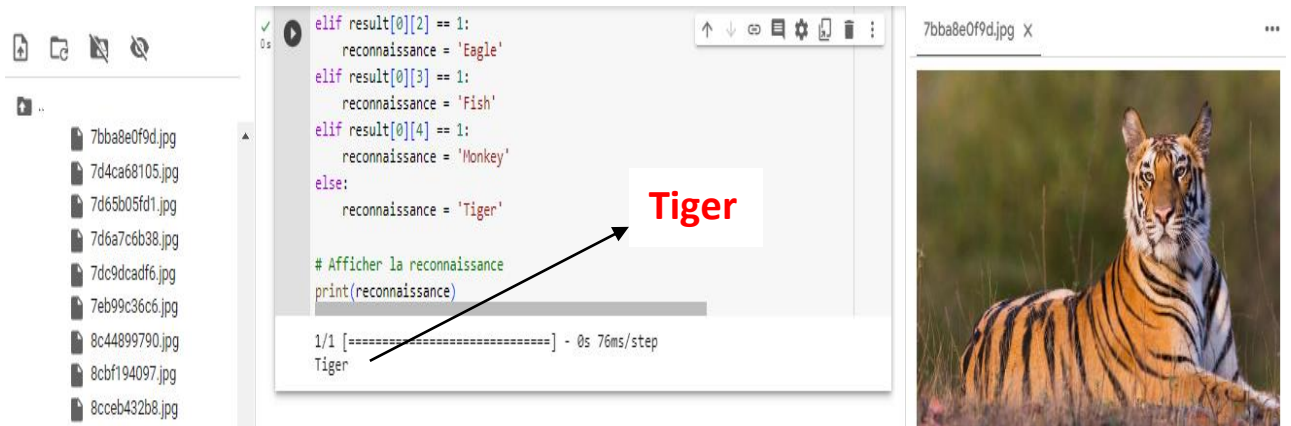 ..
7bba8e0f9d.jpg
7d4ca68105.jpg
7d65b05fd1.jpg
7d6a7c6b38.jpg
7dc9dcadf6.jpg
7eb99c36c6.jpg
8c44899790.jpg
8cbf194097.jpg
8cceb432b8.jpg
0s
elif result[0][2] == 1:
reconnaissance = 'Eagle'
elif result[0][3] == 1:
reconnaissance = 'Fish'
elif result[0][4] == 1:
reconnaissance = 'Monkey'
else:
reconnaissance = 'Tiger'
# Afficher la reconnaissance
print(reconnaissance)
1/1 [==============================] - 0s 76ms/step
Tiger
Tiger
7bba8e0f9d.jpg X